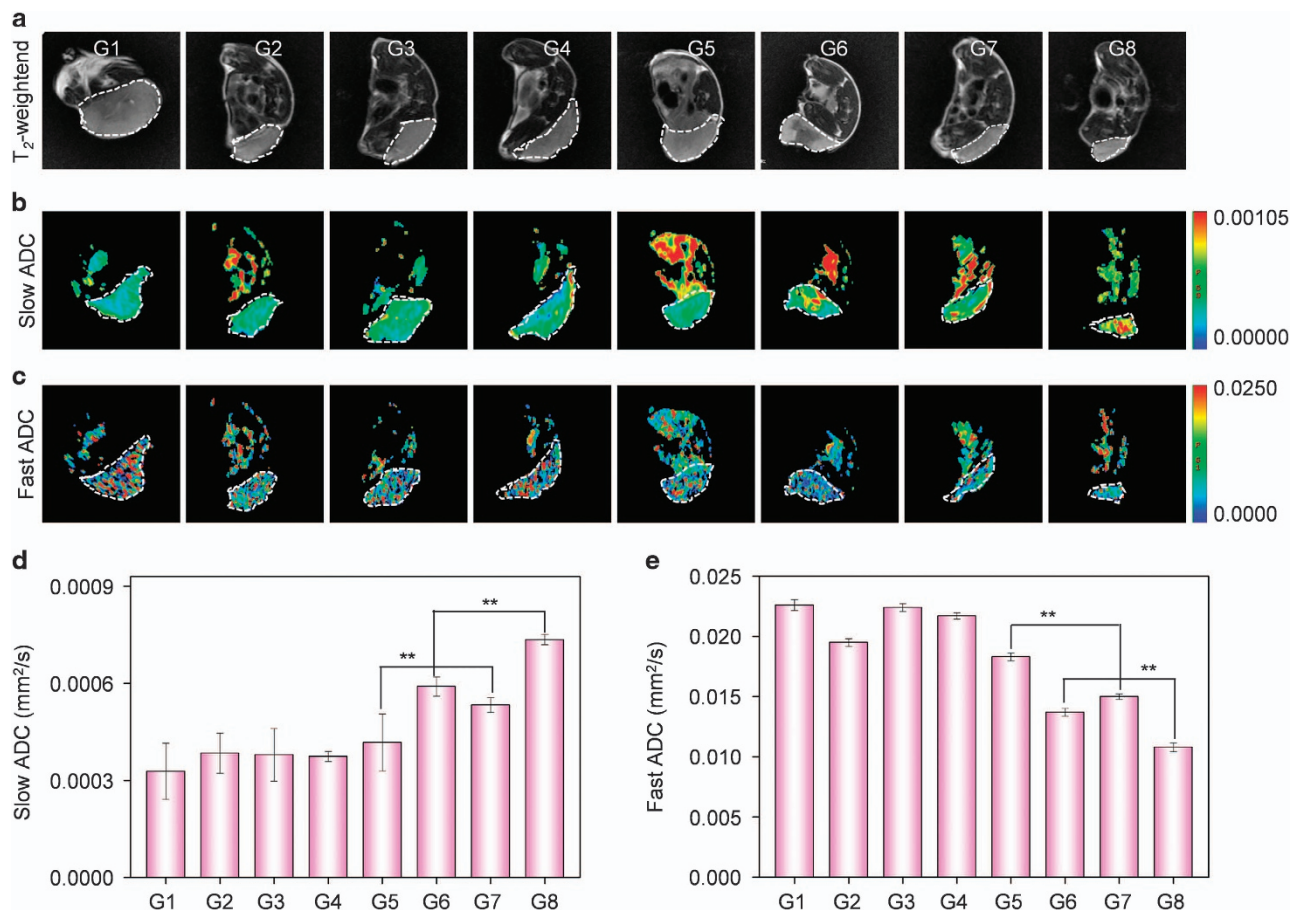 a
G1 G2 G3 G4 G5 G6 G7 G8
T2-weightend
b
Slow ADC
0.00105
0.00000
c
Fast ADC
0.0250
0.0000
d
Slow ADC (mm²/s)
0.0009
0.0006
0.0003
0.0000
**
**
G1 G2 G3 G4 G5 G6 G7 G8
e
Fast ADC (mm²/s)
0.025
0.020
0.015
0.010
0.005
0.000
**
**
G1 G2 G3 G4 G5 G6 G7 G8